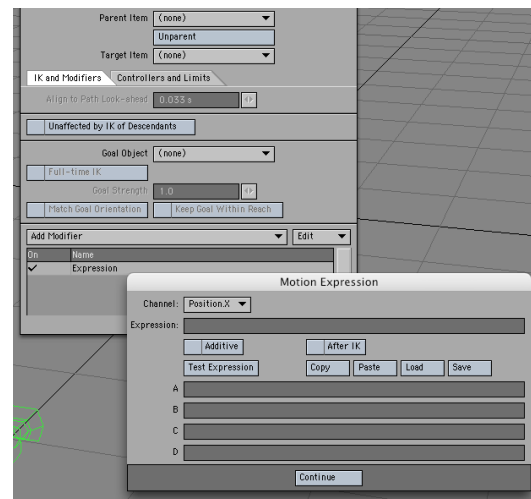 Parent Item (none)
Unparent
Target Item (none)
IK and Modifiers Controllers and Limits
Align to Path Look-ahead 0.033 s
Unaffected by IK of Descendants
Goal Object (none)
Full-time IK
Goal Strength 1.0
Match Goal Orientation Keep Goal Within Reach
Add Modifier Edit
On Name
Expression
Motion Expression
Channel: Position.X
Expression:
Additive After IK
Test Expression Copy Paste Load Save
A
B
C
D
Continue